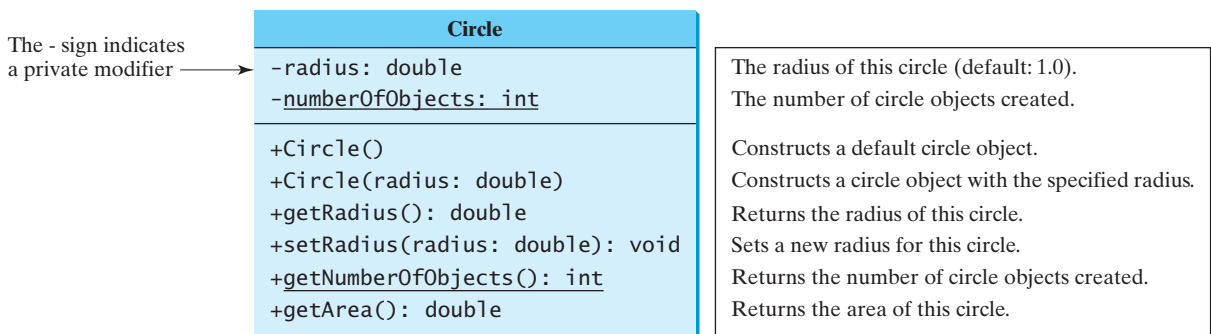 Circle
The - sign indicates
a private modifier
-radius: double
-numberOfObjects: int
+Circle()
+Circle(radius: double)
+getRadius(): double
+setRadius(radius: double): void
+getNumberOfObjects(): int
+getArea(): double
The radius of this circle (default: 1.0).
The number of circle objects created.
Constructs a default circle object.
Constructs a circle object with the specified radius.
Returns the radius of this circle.
Sets a new radius for this circle.
Returns the number of circle objects created.
Returns the area of this circle.